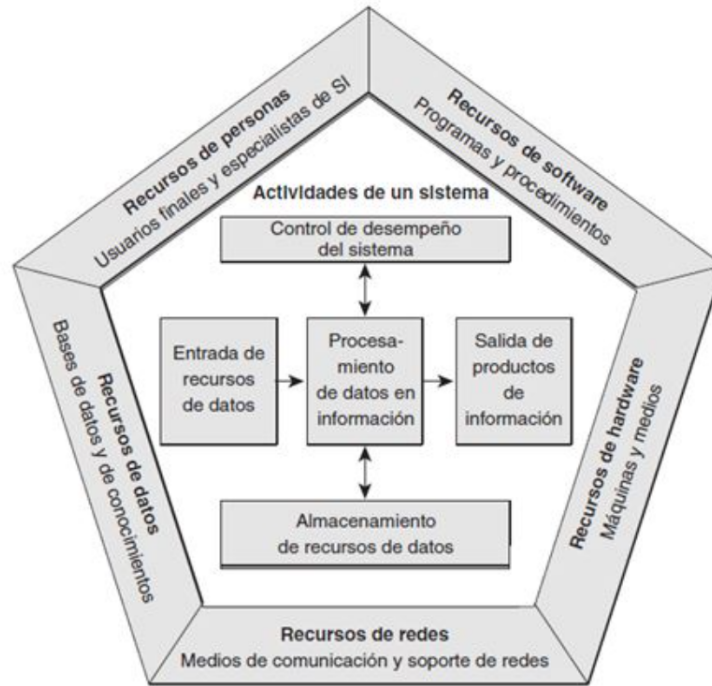 Recursos de personas
Usuarios finales y especialistas de SI
Recursos de software
Programas y procedimientos
Actividades de un sistema
Control de desempeño
del sistema
Entrada de
recursos
de datos
Procesa-
miento
de datos en
información
Salida de
productos
de
información
Almacenamiento
de recursos de datos
Recursos de datos
Bases de datos y de conocimientos
Recursos de hardware
Máquinas y medios
Recursos de redes
Medios de comunicación y soporte de redes